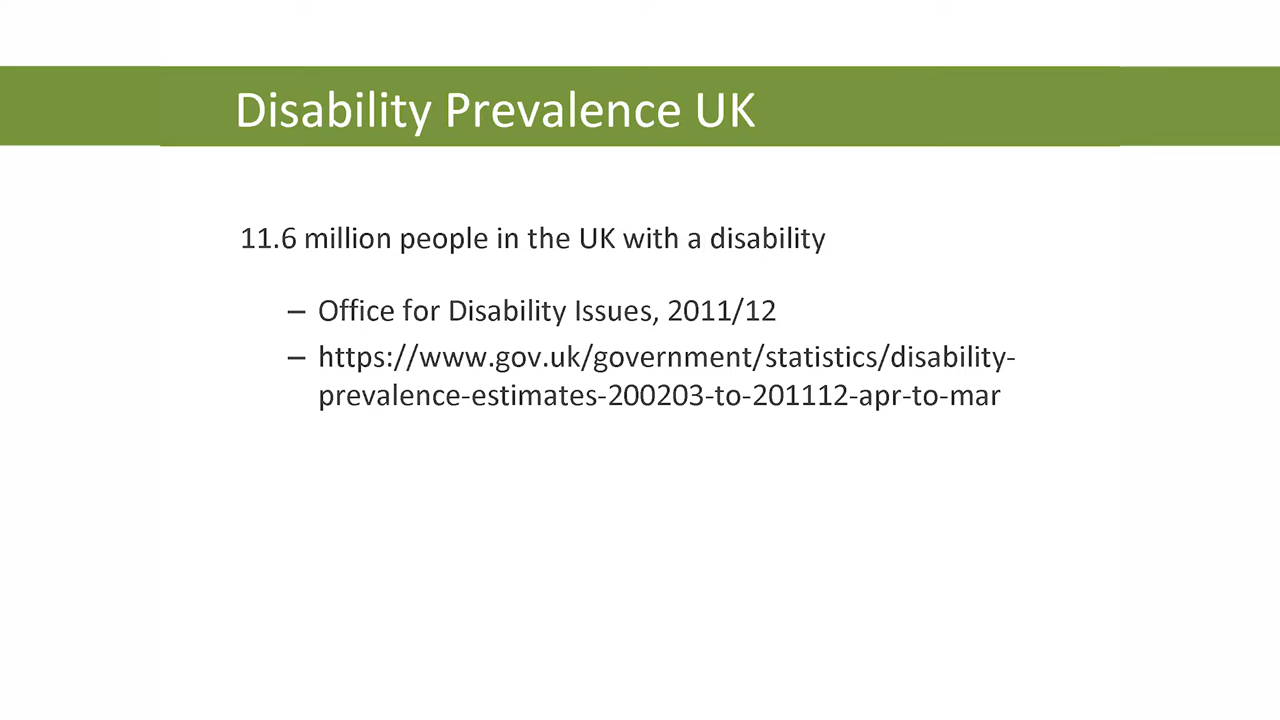 Disability Prevalence UK
11.6 million people in the UK with a disability
– Office for Disability Issues, 2011/12
– https://www.gov.uk/government/statistics/disability-
prevalence-estimates-200203-to-201112-apr-to-mar